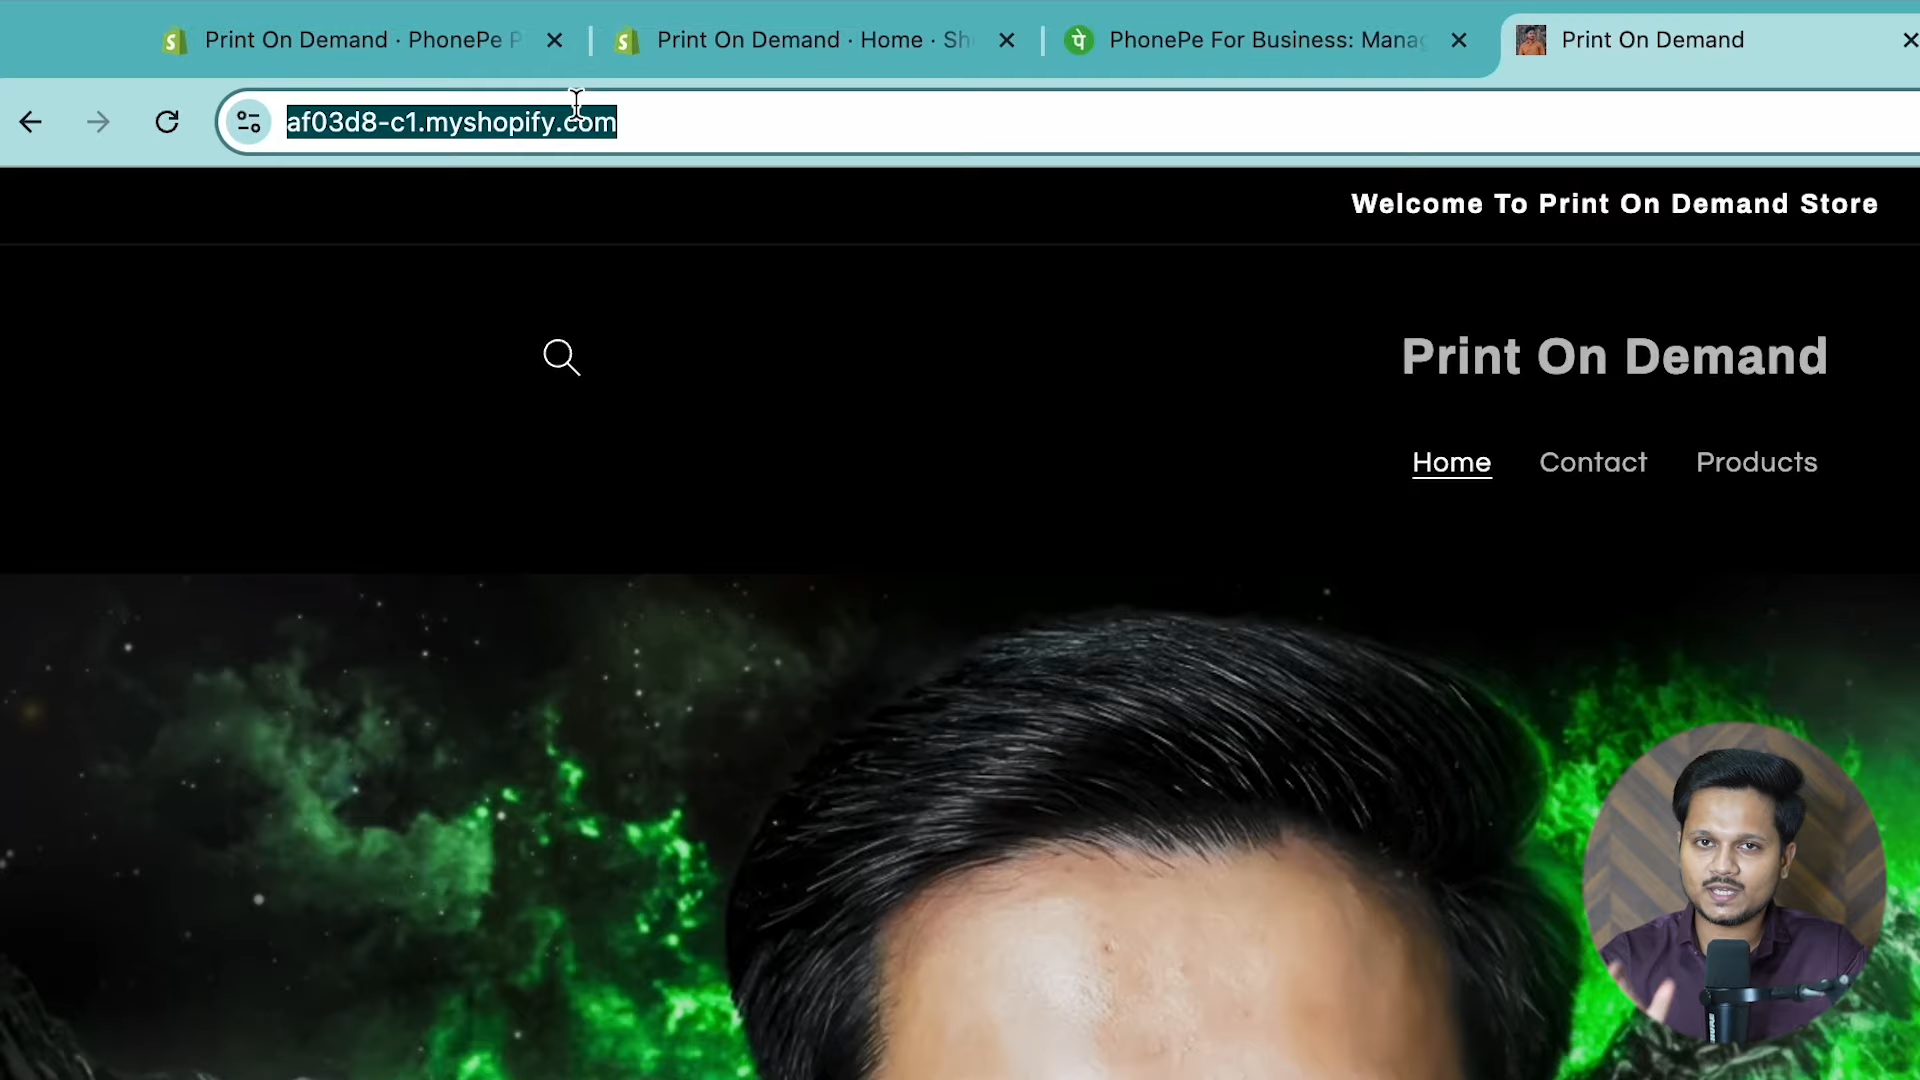 Print On Demand · PhonePe P
Print On Demand · Home · Sh
पे
PhonePe For Business: Manag
Print On Demand
af03d8-c1.myshopify.com
Welcome To Print On Demand Store
Print On Demand
Home
Contact
Products